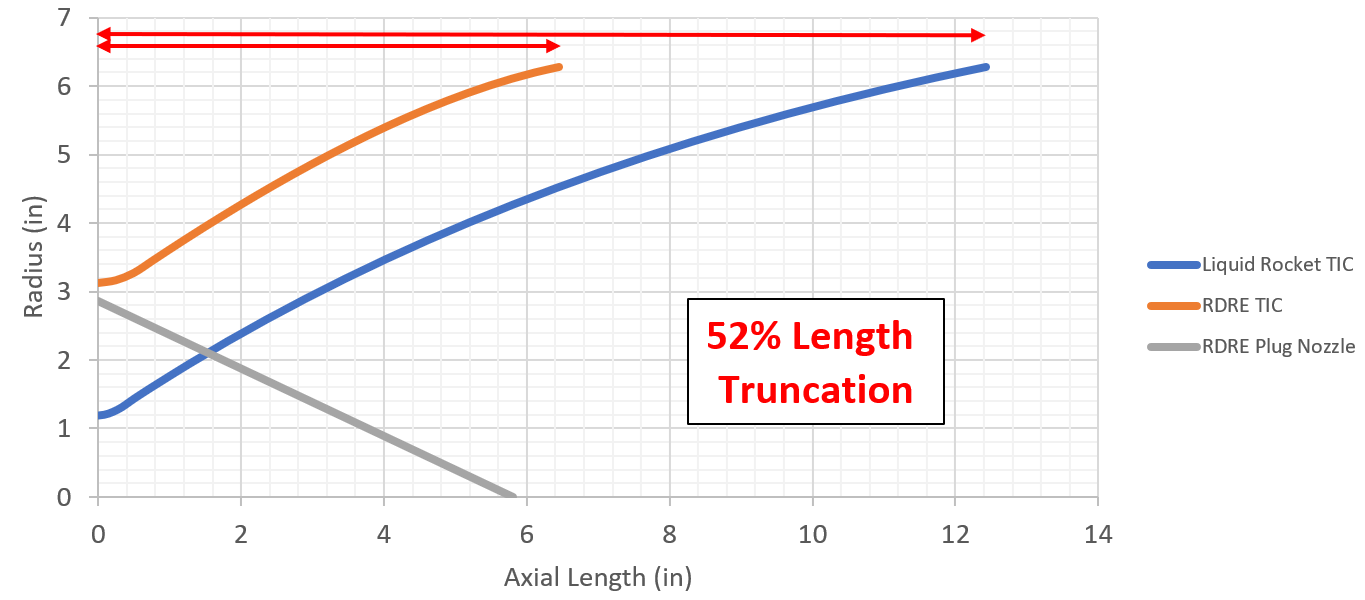 7
6
5
4
3
2
1
0
Radius (in)
0 2 4 6 8 10 12 14
Axial Length (in)
52% Length
Truncation
Liquid Rocket TIC
RDRE TIC
RDRE Plug Nozzle